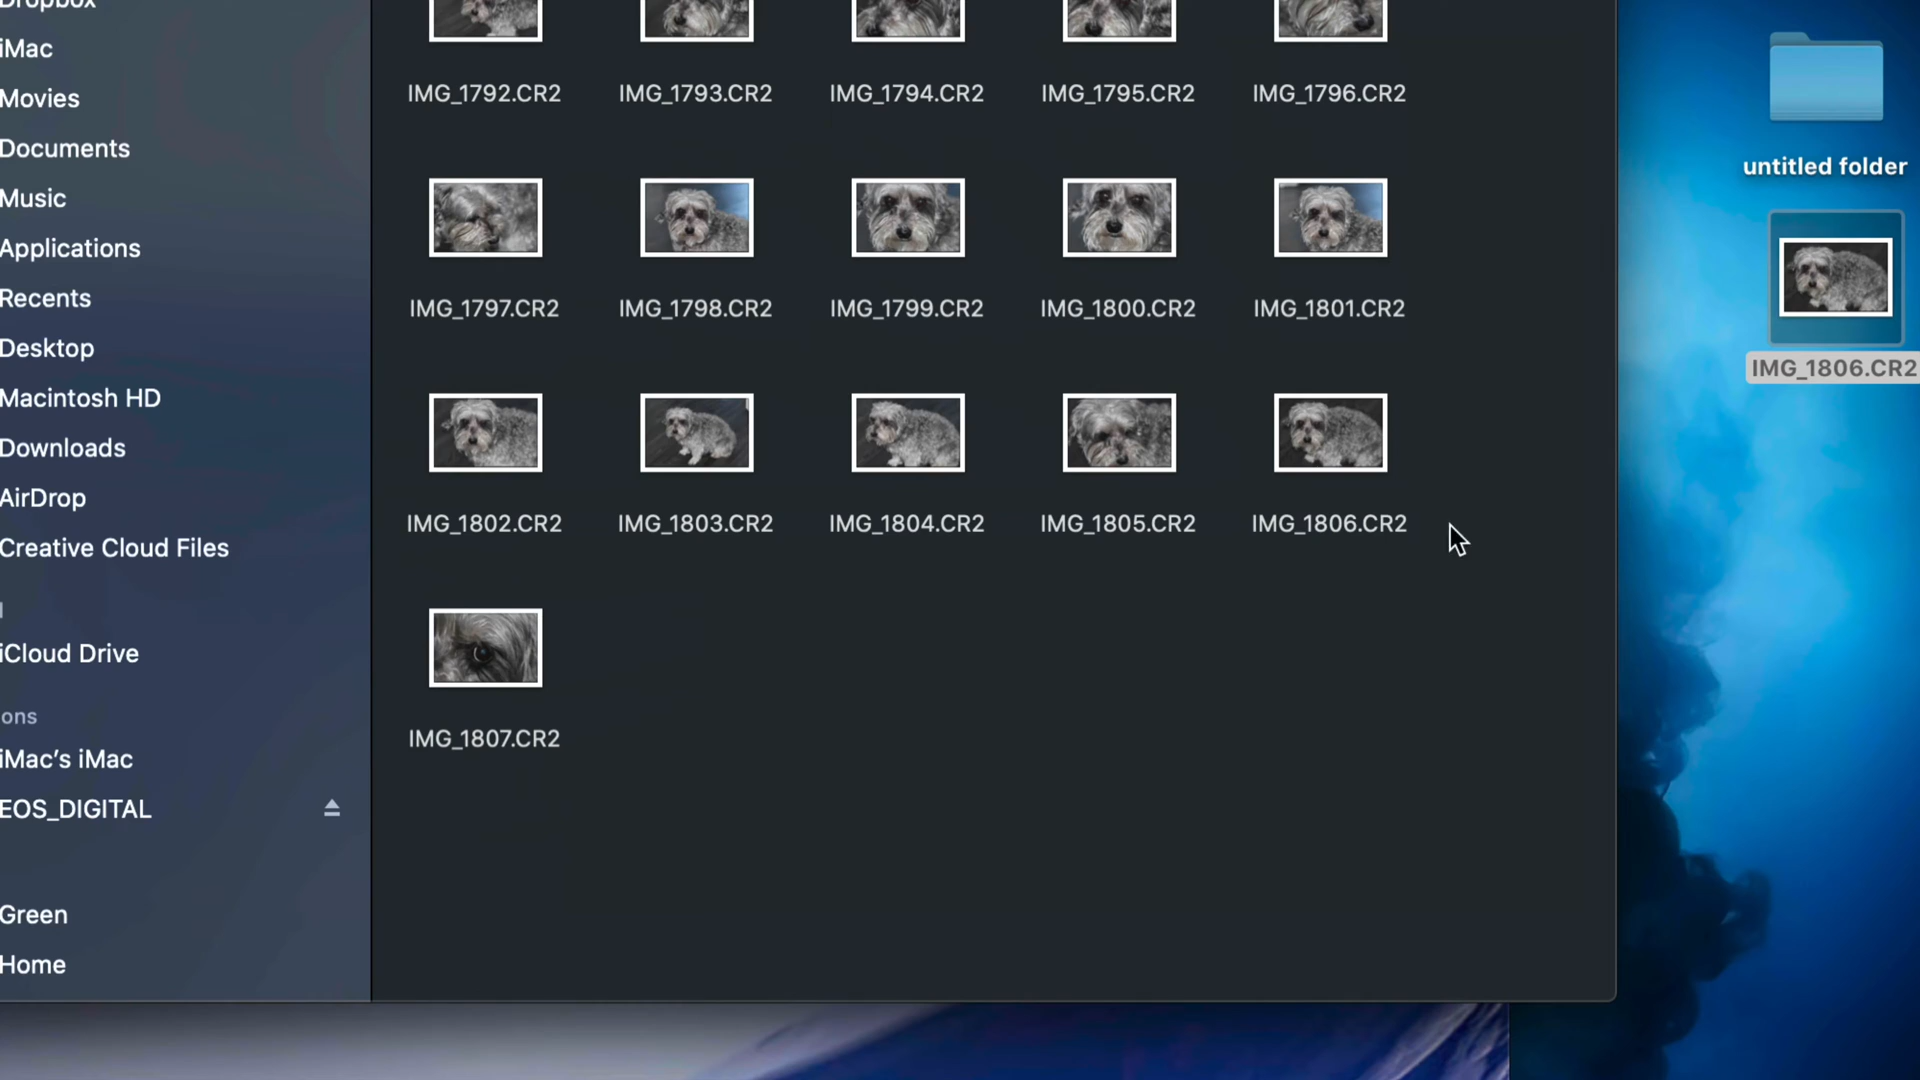 Dropbox
iMac
Movies
Documents
Music
Applications
Recents
Desktop
Macintosh HD
Downloads
AirDrop
Creative Cloud Files
iCloud Drive
ons
iMac's iMac
EOS_DIGITAL
Green
Home
IMG_1792.CR2 IMG_1793.CR2 IMG_1794.CR2 IMG_1795.CR2 IMG_1796.CR2
IMG_1797.CR2 IMG_1798.CR2 IMG_1799.CR2 IMG_1800.CR2 IMG_1801.CR2
IMG_1802.CR2 IMG_1803.CR2 IMG_1804.CR2 IMG_1805.CR2 IMG_1806.CR2
IMG_1807.CR2
untitled folder
IMG_1806.CR2